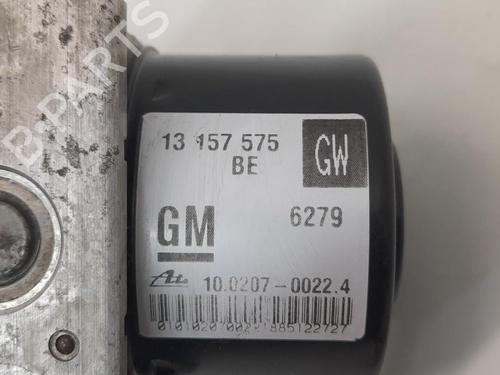 B-PARTS
13 157 575
BE
GW
GM
6279
Ate
10.0207-0022.4